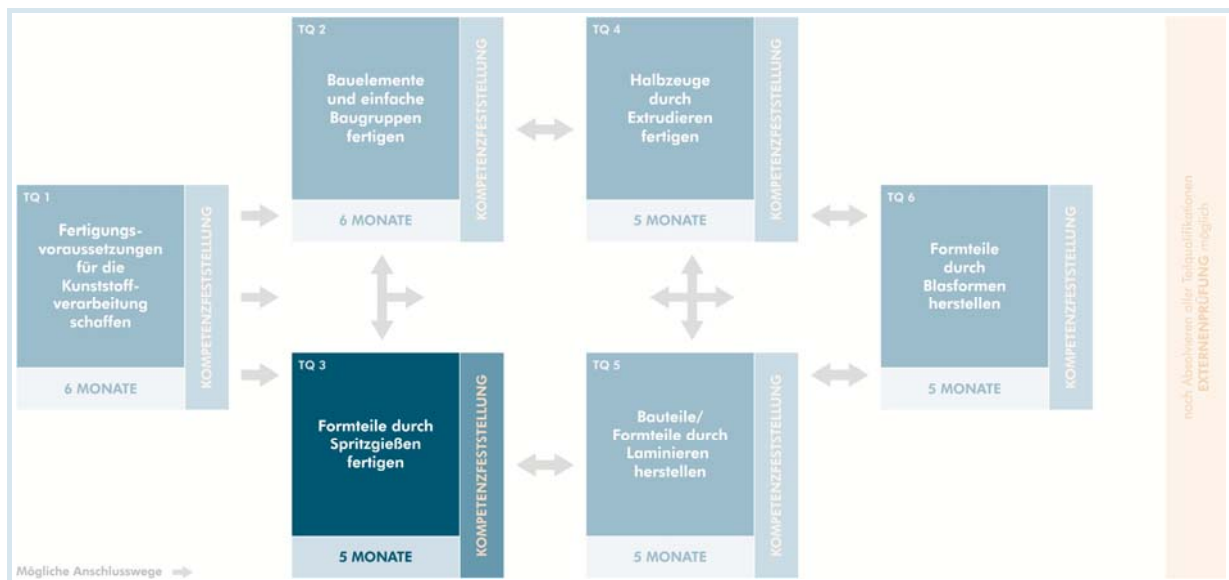 TQ 1
Fertigungs-
voraussetzungen
für die
Kunststoff-
verarbeitung
schaffen
6 MONATE
KOMPETENZFESTSTELLUNG
TQ 2
Bauelemente
und einfache
Baugruppen
fertigen
6 MONATE
KOMPETENZFESTSTELLUNG
TQ 3
Formteile durch
Spritzgießen
fertigen
5 MONATE
KOMPETENZFESTSTELLUNG
TQ 4
Halbzeuge
durch
Extrudieren
fertigen
5 MONATE
KOMPETENZFESTSTELLUNG
TQ 5
Bauteile/
Formteile durch
Laminieren
herstellen
5 MONATE
KOMPETENZFESTSTELLUNG
TQ 6
Formteile
durch
Blasformen
herstellen
5 MONATE
KOMPETENZFESTSTELLUNG
nach Absolvieren aller Teilqualifikationen
EXTERNENPRÜFUNG möglich
Mögliche Anschlusswege